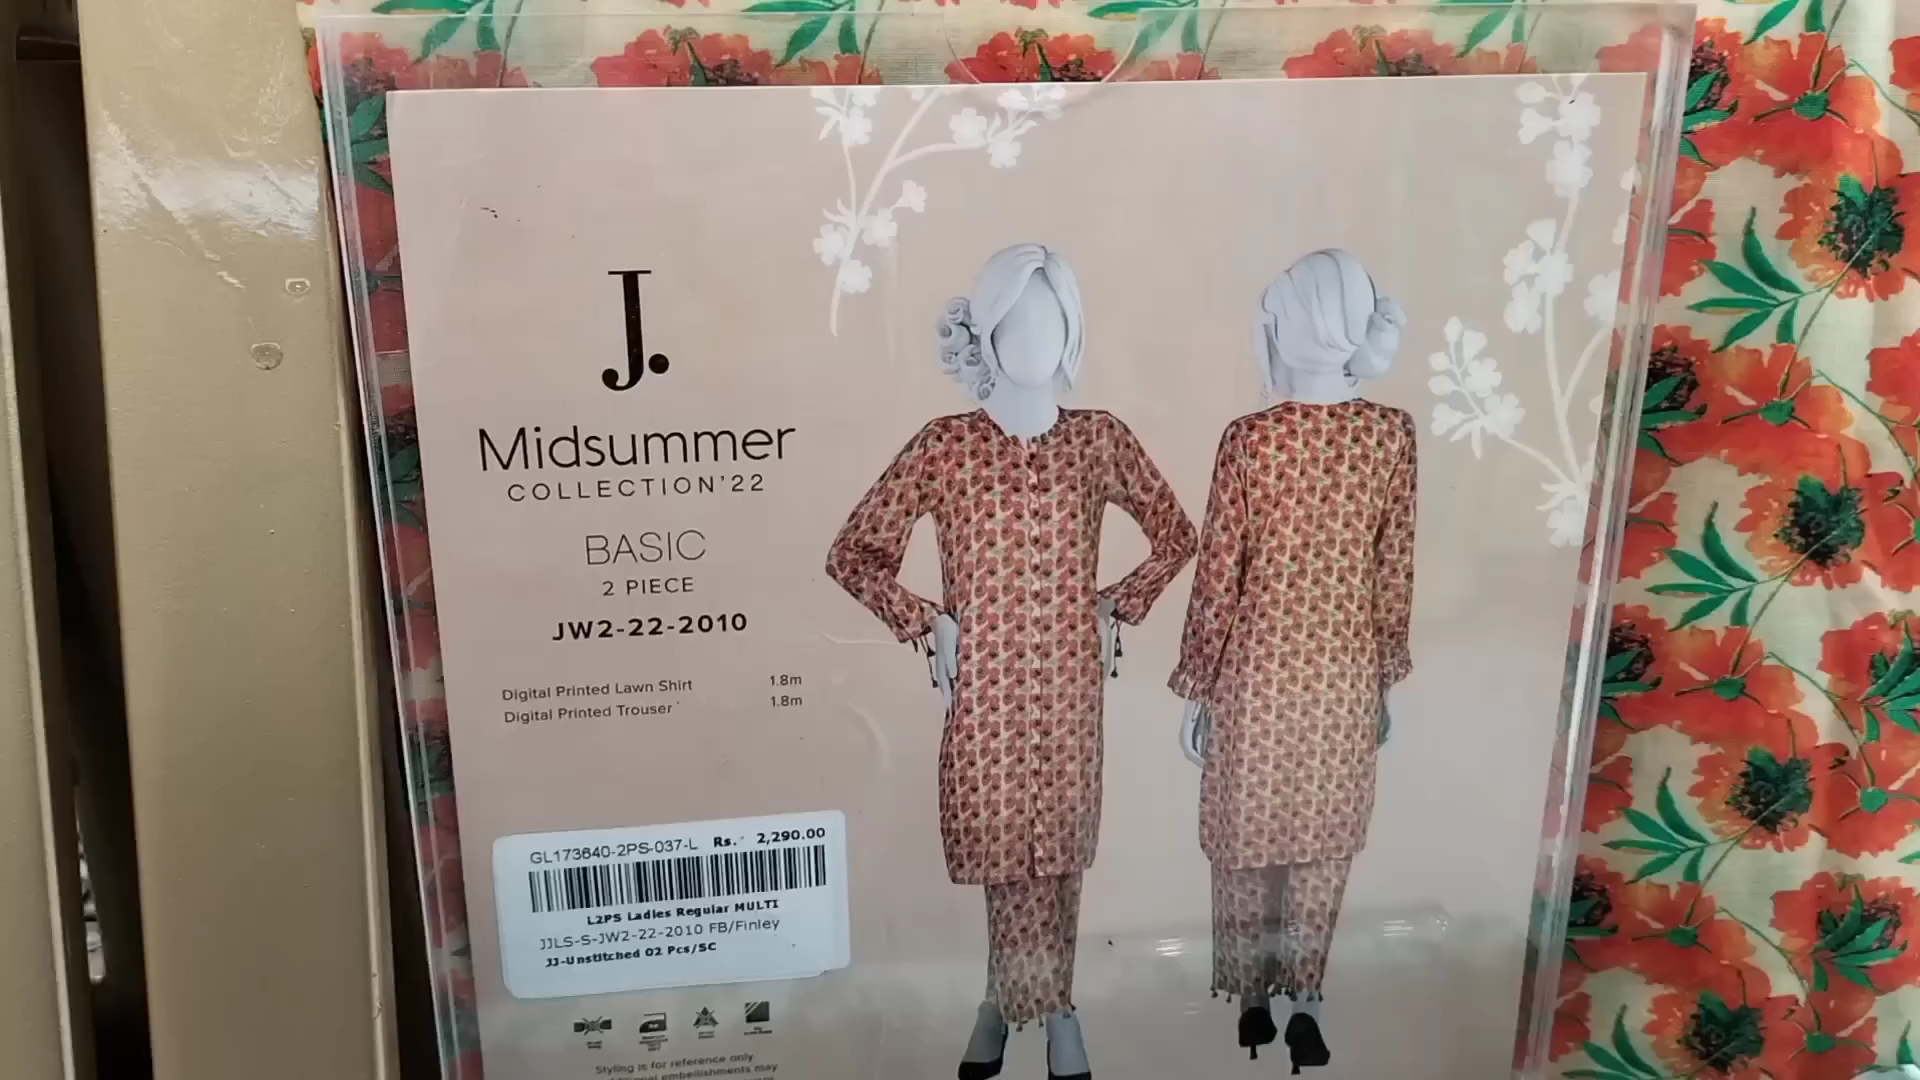 J.
Midsummer
COLLECTION'22
BASIC
2 PIECE
JW2-22-2010
Digital Printed Lawn Shirt 1.8m
Digital Printed Trouser 1.8m
GL173640-2PS-037-L Rs. 2,290.00
L2PS Ladies Regular MULTI
JJLS-S-JW2-22-2010 FB/Finley
JJ-Unstitched 02 Pcs/SC
Styling is for reference only
embellishments may